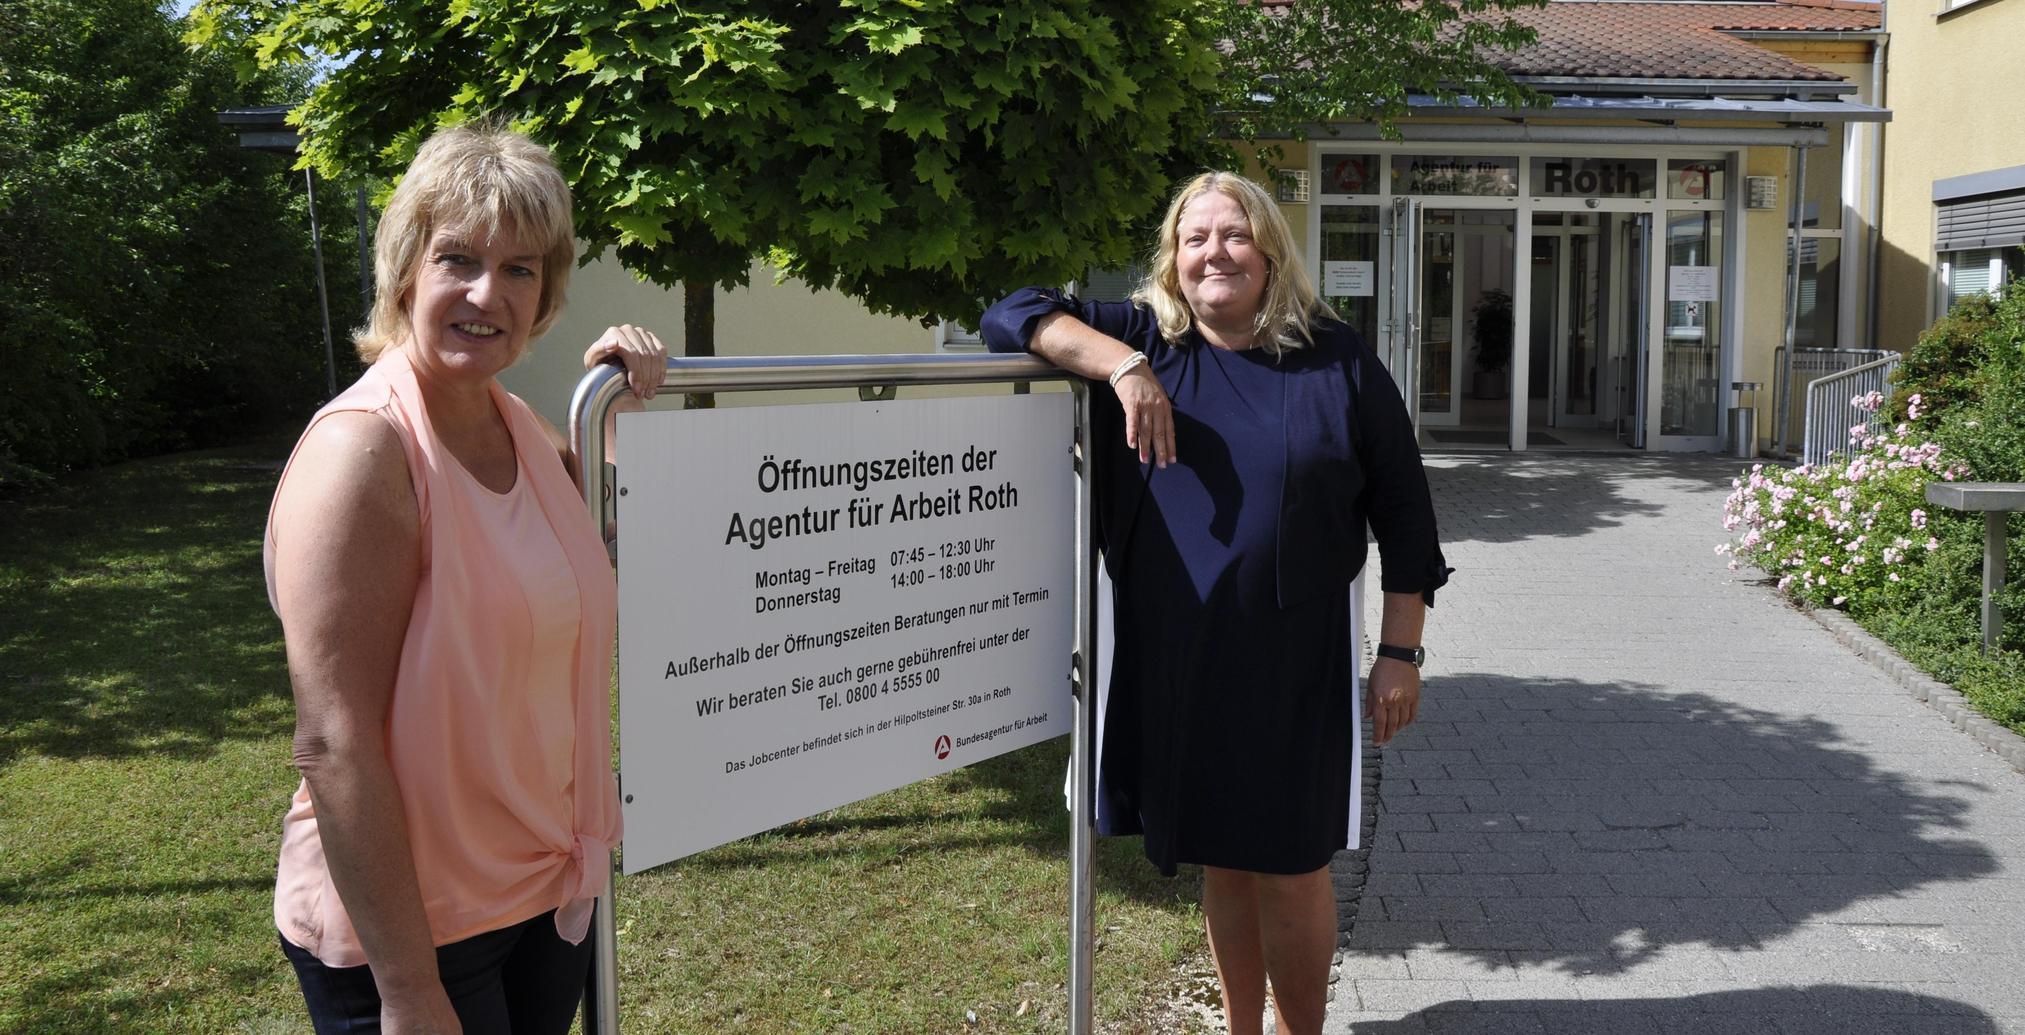 Agentur für
Arbeit
Roth
Öffnungszeiten der
Agentur für Arbeit Roth
Montag – Freitag 07:45 – 12:30 Uhr
Donnerstag 14:00 – 18:00 Uhr
Außerhalb der Öffnungszeiten Beratungen nur mit Termin
Wir beraten Sie auch gerne gebührenfrei unter der
Tel. 0800 4 5555 00
Das Jobcenter befindet sich in der Hilpoltsteiner Str. 30a in Roth
Bundesagentur für Arbeit